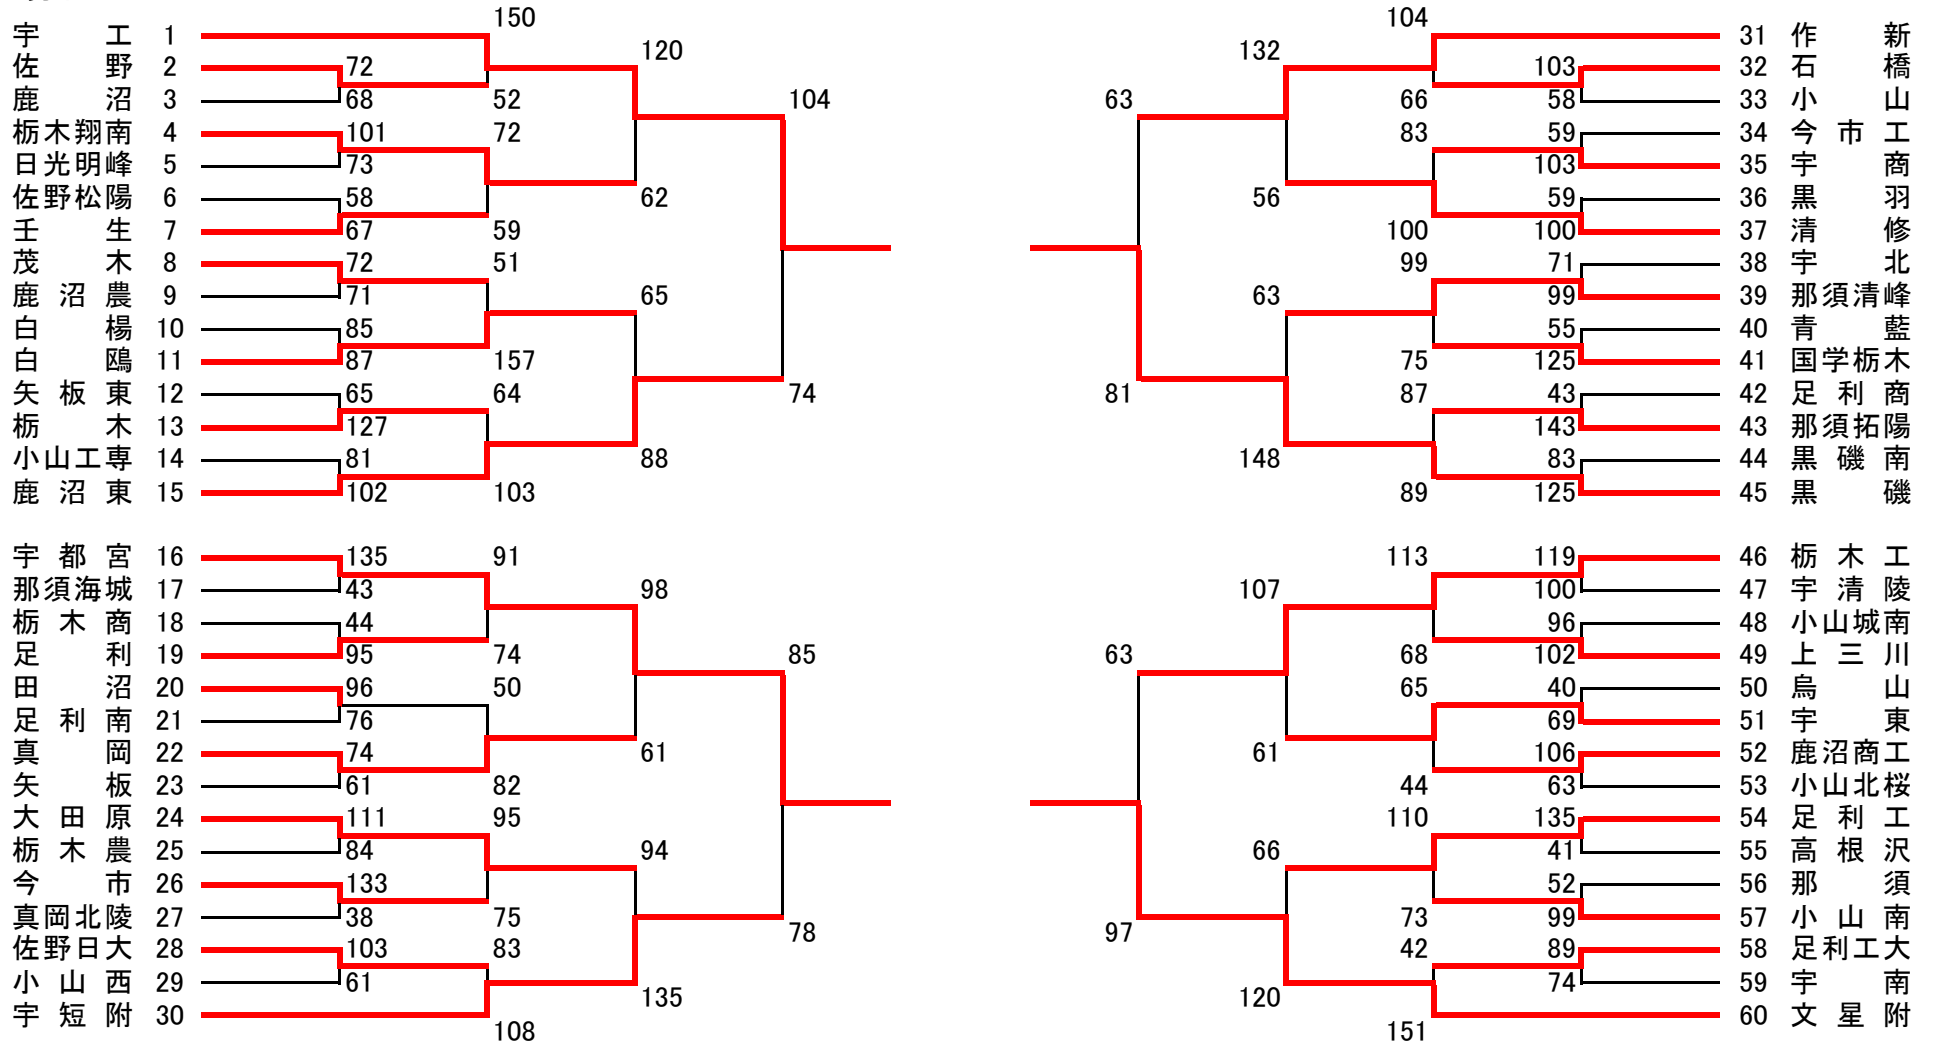 150 104
宇工 1 31 作新
120 132
佐野 2 72 103 32 石橋
鹿沼 3 68 52 104 63 66 58 33 小山
栃木翔南 4 101 72 83 59 34 今市工
日光明峰 5 73 103 35 宇商
佐野松陽 6 58 62 56 59 36 黒羽
壬生 7 67 59 100 100 37 清修
茂木 8 72 51 99 71 38 宇北
鹿沼農 9 71 65 63 99 39 那須清峰
白楊 10 85 55 40 青藍
白鴎 11 87 157 75 125 41 国学栃木
矢板東 12 65 64 74 81 87 43 42 足利商
栃木 13 127 143 43 那須拓陽
小山工専 14 81 88 148 83 44 黒磯南
鹿沼東 15 102 103 89 125 45 黒磯
宇都宮 16 135 91 113 119 46 栃木工
那須海城 17 43 98 107 100 47 宇清陵
栃木商 18 44 96 48 小山城南
足利 19 95 74 85 63 68 102 49 上三川
田沼 20 96 50 65 40 50 烏山
足利南 21 76 69 51 宇東
真岡 22 74 61 61 106 52 鹿沼商工
矢板 23 61 82 44 63 53 小山北桜
大田原 24 111 95 110 135 54 足利工
栃木農 25 84 94 66 41 55 高根沢
今市 26 133 52 56 那須
真岡北陵 27 38 75 78 97 73 99 57 小山南
佐野日大 28 103 83 42 89 58 足利工大
小山西 29 61 74 59 宇南
135 120
宇短附 30 60 文星附
108 151